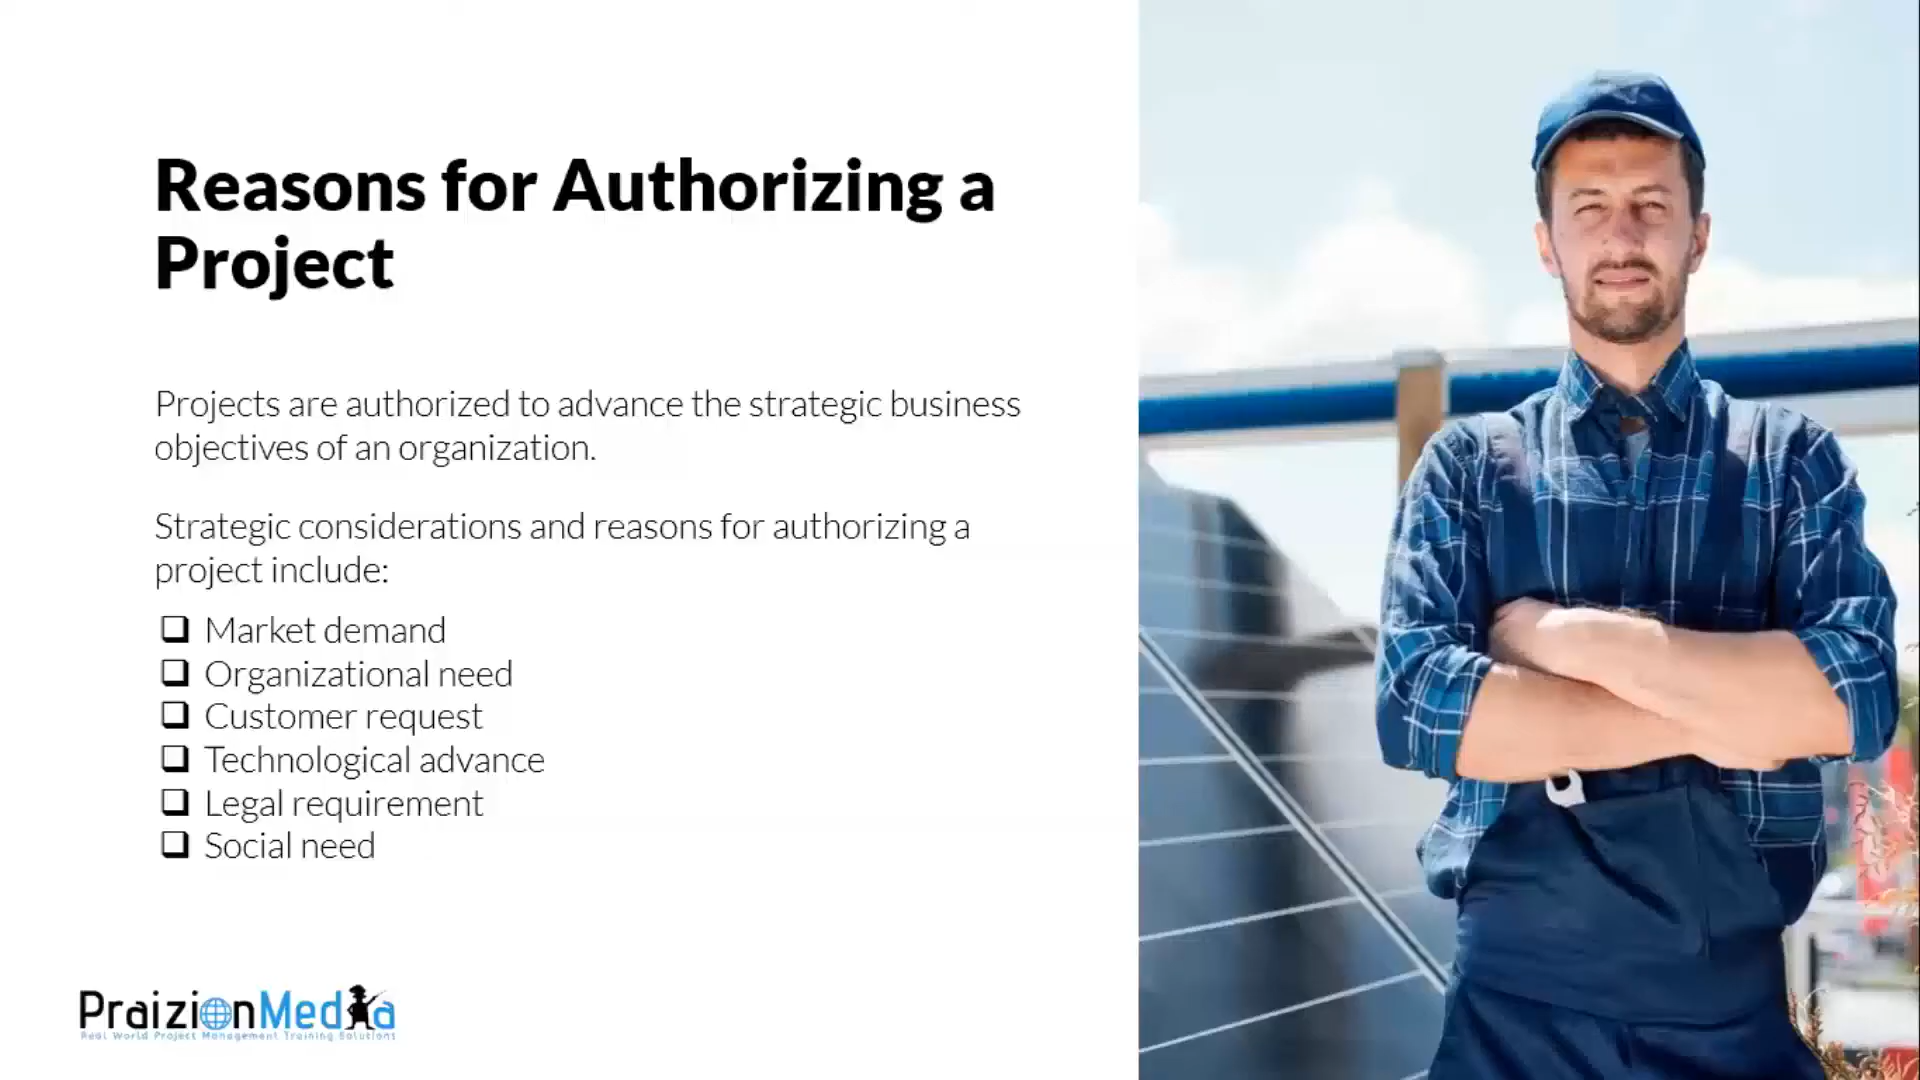 Reasons for Authorizing a
Project
Projects are authorized to advance the strategic business
objectives of an organization.
Strategic considerations and reasons for authorizing a
project include:
❑ Market demand
❑ Organizational need
❑ Customer request
❑ Technological advance
❑ Legal requirement
❑ Social need
PraizionMedia
Real World Project Management Training Solutions